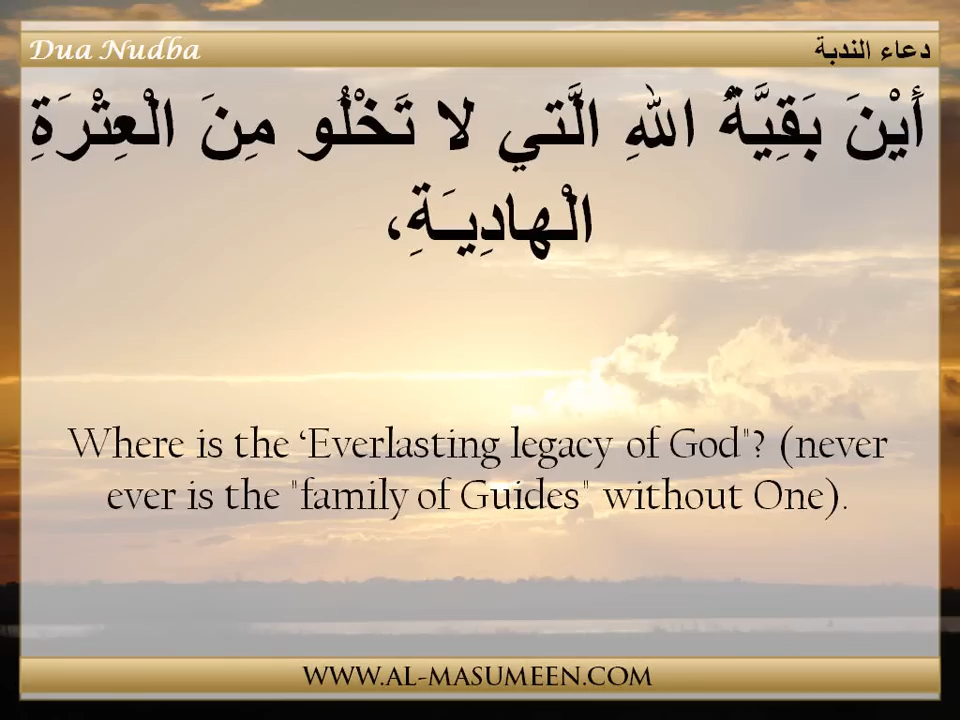 Dua Nudba
دعاء الندبة
أَيْنَ بَقِيَّةُ اللهِ الَّتي لا تَخْلُو مِنَ الْعِتْرَةِ
الْهادِيـَةِ،
Where is the ‘Everlasting legacy of God"? (never
ever is the "family of Guides" without One).
WWW.AL-MASUMEEN.COM